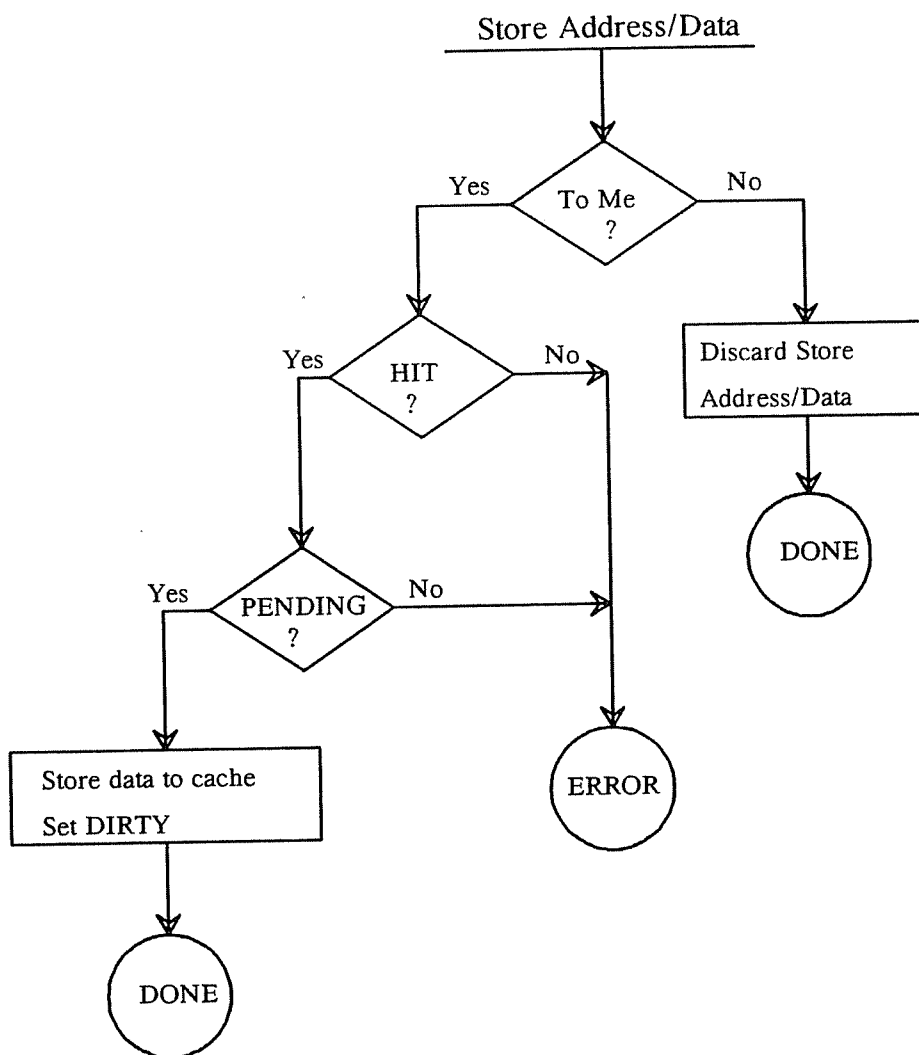 Store Address/Data
Yes
To Me
?
No
Yes
HIT
?
No
Discard Store
Address/Data
DONE
Yes
PENDING
?
No
Store data to cache
Set DIRTY
ERROR
DONE